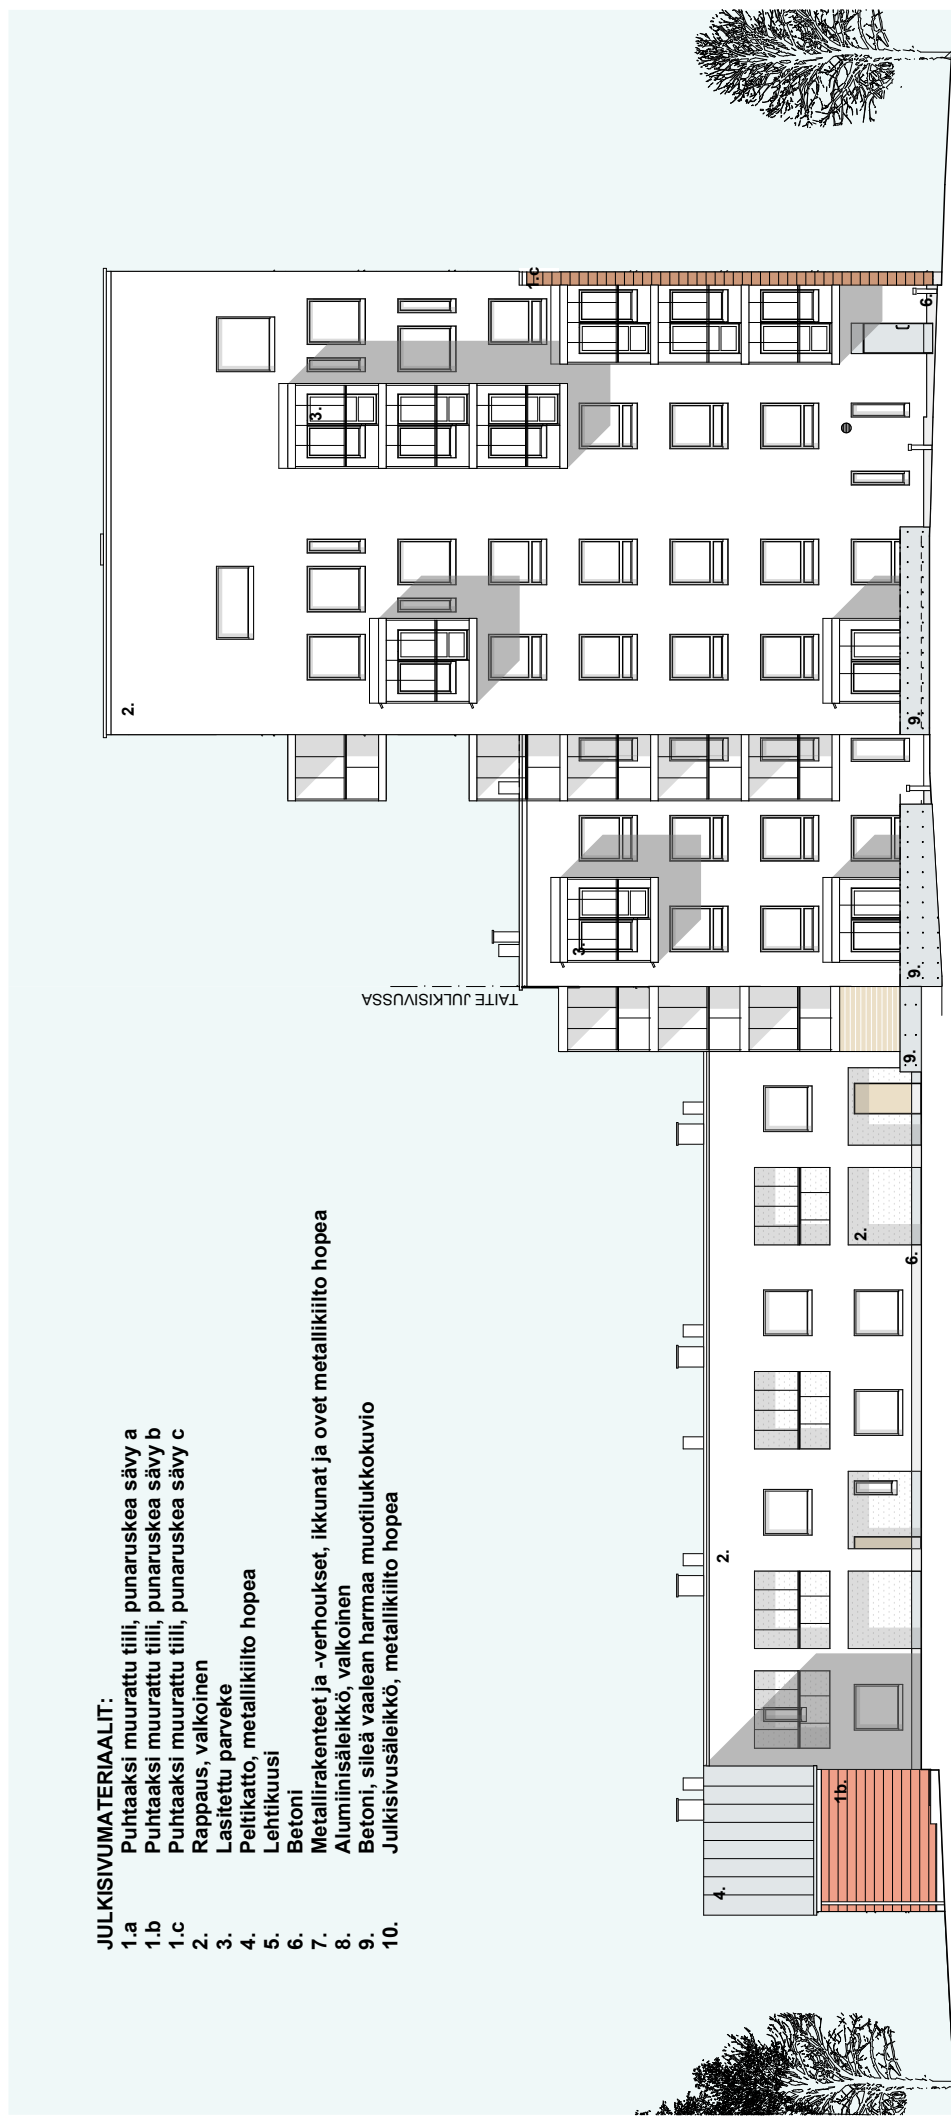 JULKISIVUMATERIAALIT:
1.a Puhtaaksi muurattu tiili, punaruskea sävy a
1.b Puhtaaksi muurattu tiili, punaruskea sävy b
1.c Puhtaaksi muurattu tiili, punaruskea sävy c
2. Rappaus, valkoinen
3. Lasitettu parveke
4. Peltikatto, metallikiilto hopea
5. Lehtikuusi
6. Betoni
7. Metallirakenteet ja -verhoukset, ikkunat ja ovet metallikiilto hopea
8. Alumiinisäleikkö, valkoinen
9. Betoni, sileä vaalean harmaa muotilukkokuvio
10. Julkisivusäleikkö, metallikiilto hopea
TAITE JULKISIVUSSA
4.
1b.
2.
2.
6.
9.
9.
3.
2.
9.
3.
1.c
6.